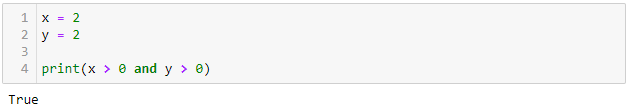 1 x = 2
2 y = 2
3
4 print(x > 0 and y > 0)
True